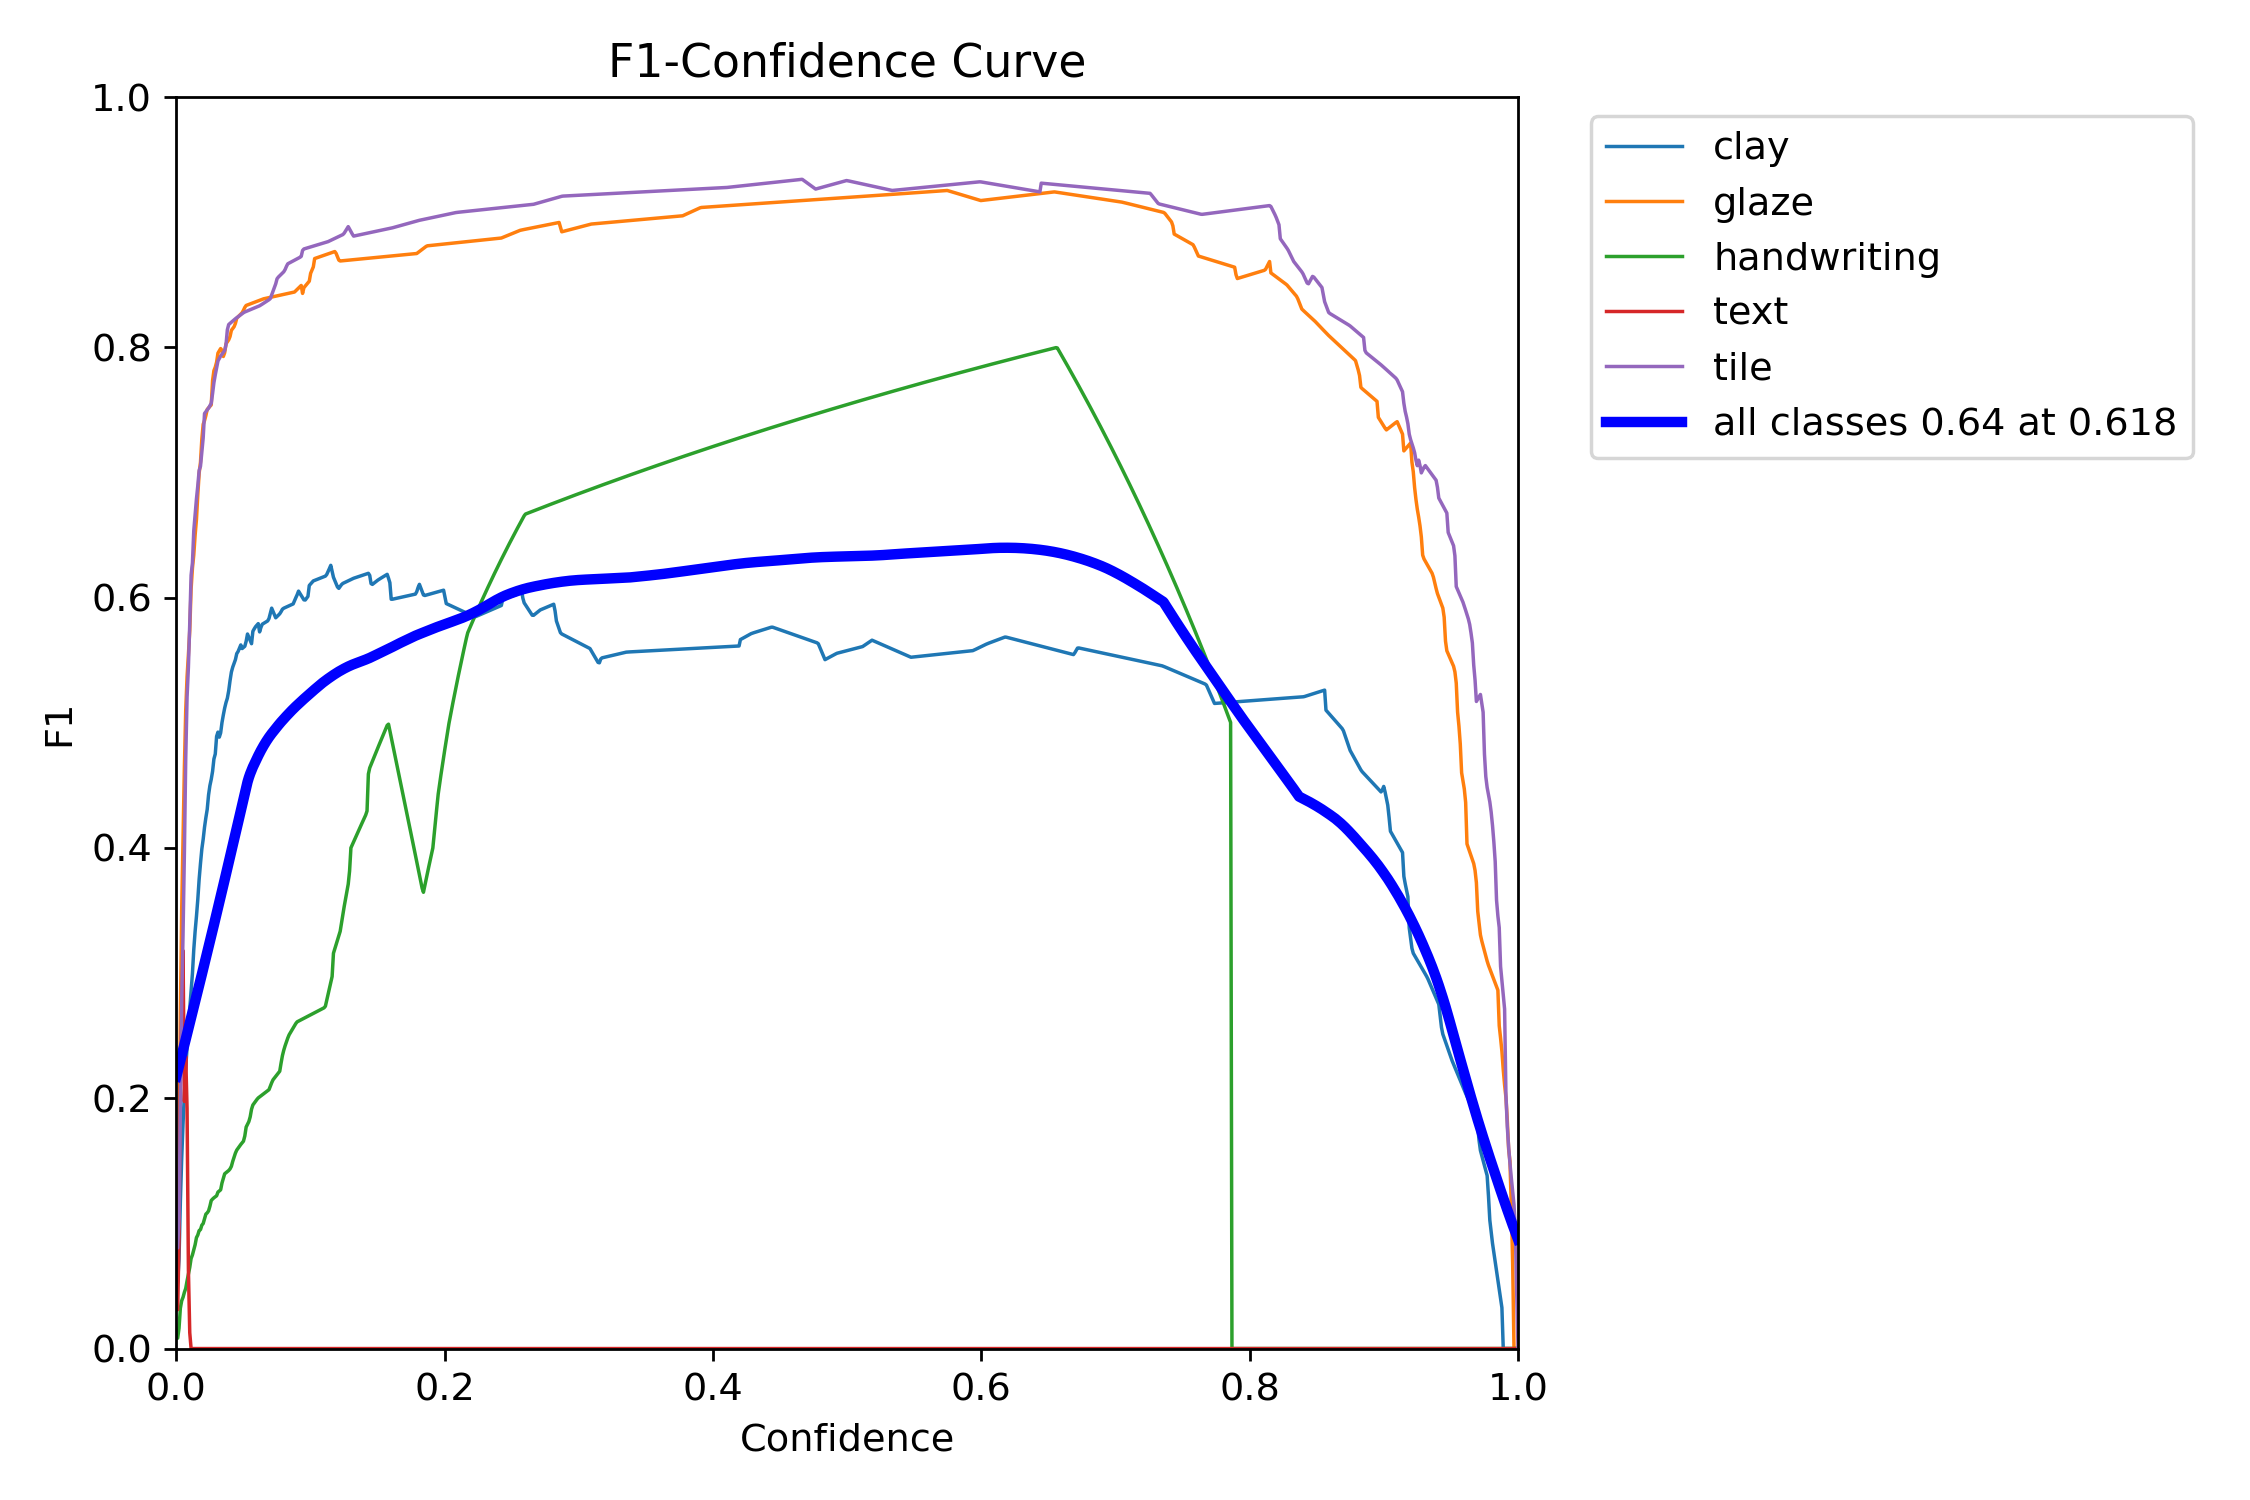 F1-Confidence Curve
1.0
0.8
0.6
0.4
0.2
0.0
F1
0.0 0.2 0.4 0.6 0.8 1.0
Confidence
clay
glaze
handwriting
text
tile
all classes 0.64 at 0.618